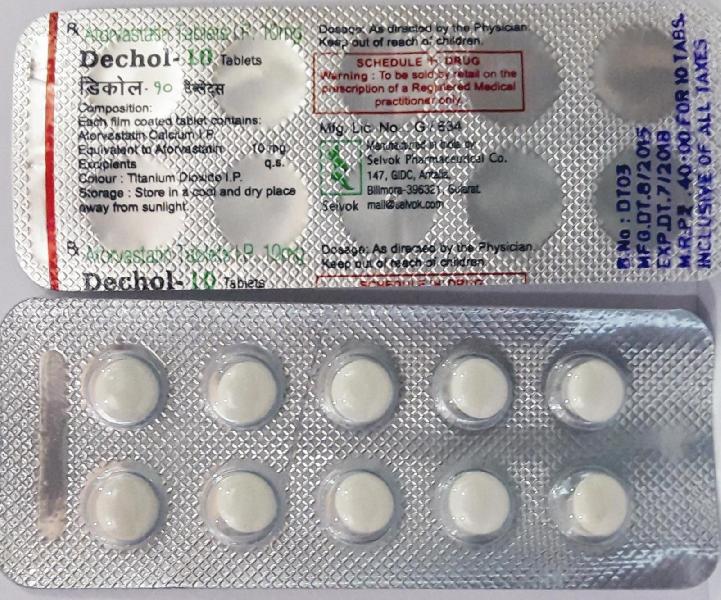 Rx Atorvastatin Tablets I.P. 10mg
Dechol-10 Tablets
डिकोल-१० टैब्लेट्स
Composition:
Each film coated tablet contains:
Atorvastatin Calcium I.P.
Equivalent to Atorvastatin 10 mg
Excipients q.s.
Colour : Titanium Dioxide I.P.
Storage : Store in a cool and dry place
away from sunlight.
Rx Atorvastatin Tablets I.P. 10mg
Dechol-10 Tablets
Dosage: As directed by the Physician.
Keep out of reach of children.
SCHEDULE H DRUG
Warning : To be sold by retail on the
prescription of a Registered Medical
practitioner only.
Mfg. Lic. No. G / 634
Manufactured in India by
Selvok Pharmaceutical Co.
147, GIDC, Antalia,
Bilimora-396321, Gujarat.
Selvok mail@selvok.com
Dosage: As directed by the Physician.
Keep out of reach of children.
SCHEDULE H DRUG
B.No : DT03
MFG.DT.8/2015
EXP.DT.7/2018
M.R.P.₹ 40:00 FOR 10 TABS.
INCLUSIVE OF ALL TAXES